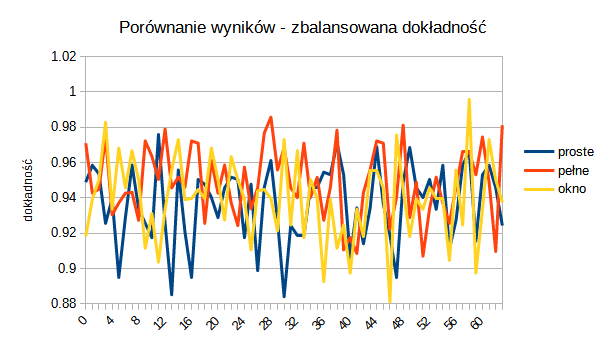 Porównanie wyników - zbalansowana dokładność
1.02
1
0.98
0.96
0.94
0.92
0.9
0.88
dokładność
0 4 8 12 16 20 24 28 32 36 40 44 48 52 56 60
proste
pełne
okno